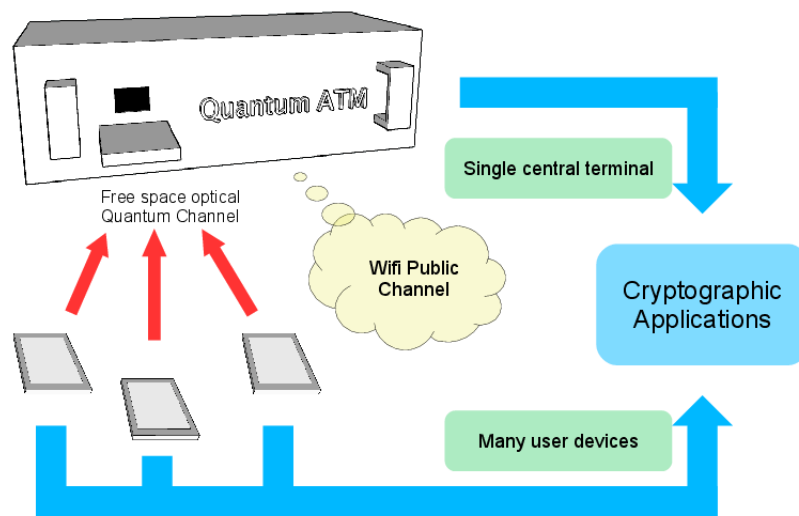 Quantum ATM
Single central terminal
Free space optical
Quantum Channel
Wifi Public
Channel
Cryptographic
Applications
Many user devices